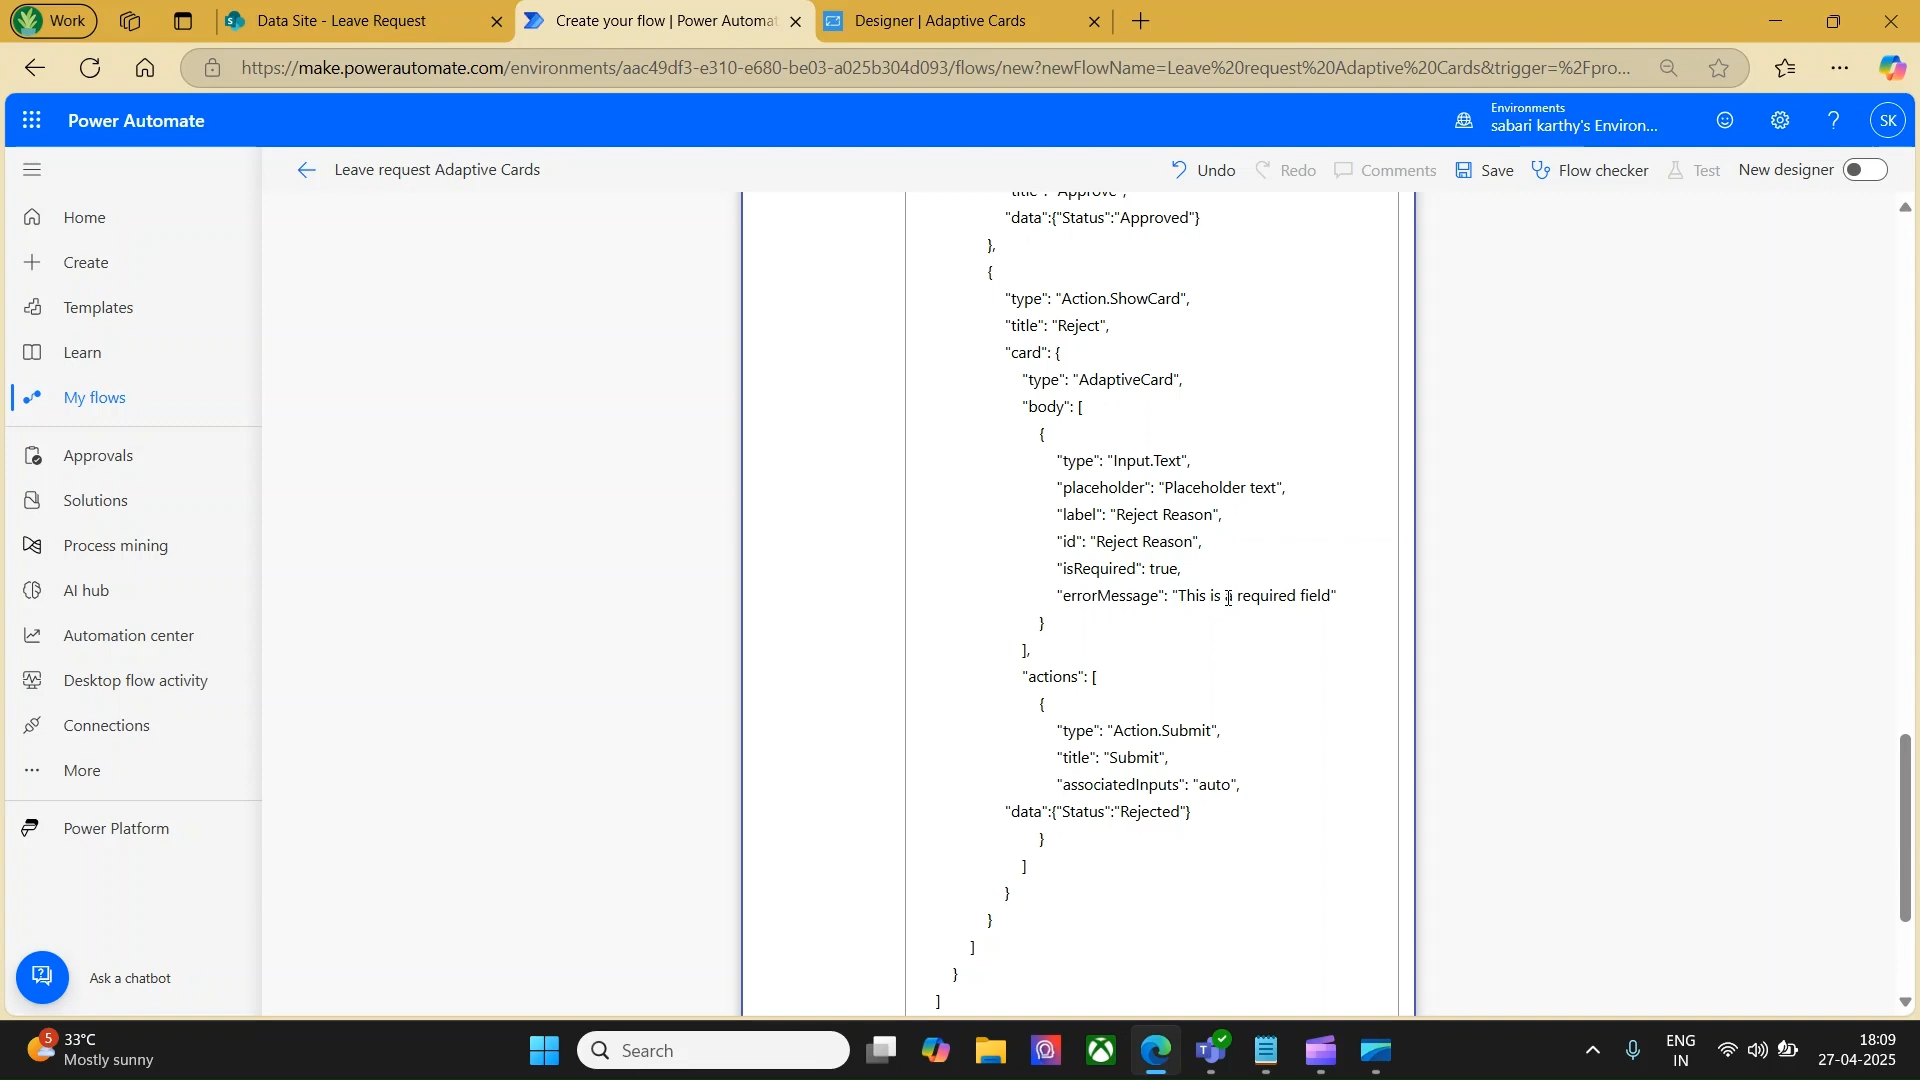 Work
Data Site - Leave Request
Create your flow | Power Automat
Designer | Adaptive Cards
https://make.powerautomate.com/environments/aac49df3-e310-e680-be03-a025b304d093/flows/new?newFlowName=Leave%20request%20Adaptive%20Cards&trigger=%2Fpro...
Power Automate
Environments
sabari karthy's Environ...
SK
Leave request Adaptive Cards
Undo
Redo
Comments
Save
Flow checker
Test
New designer
Home
Create
Templates
Learn
My flows
Approvals
Solutions
Process mining
AI hub
Automation center
Desktop flow activity
Connections
More
Power Platform
Ask a chatbot
"title": "Approve",
"data":{"Status":"Approved"}
},
{
"type": "Action.ShowCard",
"title": "Reject",
"card": {
"type": "AdaptiveCard",
"body": [
{
"type": "Input.Text",
"placeholder": "Placeholder text",
"label": "Reject Reason",
"id": "Reject Reason",
"isRequired": true,
"errorMessage": "This is a required field"
}
],
"actions": [
{
"type": "Action.Submit",
"title": "Submit",
"associatedInputs": "auto",
"data":{"Status":"Rejected"}
}
]
}
}
]
}
]
5
33°C
Mostly sunny
Search
ENG
IN
18:09
27-04-2025